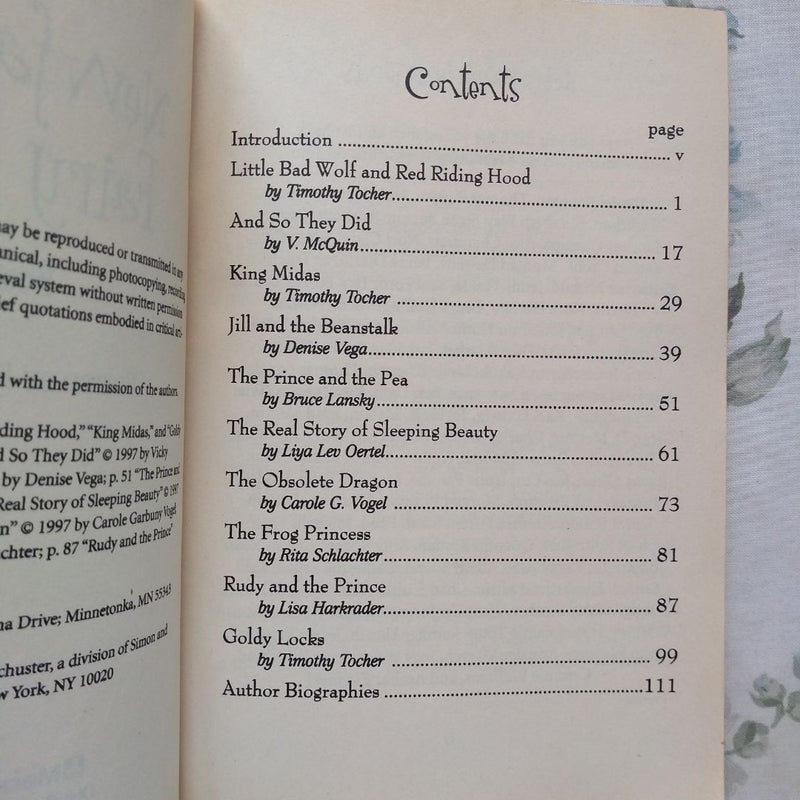 may be reproduced or transmitted in any
anical, including photocopying, recording
eval system without written permission
ef quotations embodied in critical arti-
d with the permission of the authors.
ding Hood," "King Midas," and "Goldy
d So They Did" © 1997 by Vicky
by Denise Vega; p. 51 "The Prince and
Real Story of Sleeping Beauty" © 1997
n" © 1997 by Carole Garbuny Vogel
chter; p. 87 "Rudy and the Prince"
na Drive; Minnetonka, MN 55343
chuster, a division of Simon and
w York, NY 10020
Contents
page
Introduction ........ v
Little Bad Wolf and Red Riding Hood
by Timothy Tocher........ 1
And So They Did
by V. McQuin........ 17
King Midas
by Timothy Tocher ........ 29
Jill and the Beanstalk
by Denise Vega........ 39
The Prince and the Pea
by Bruce Lansky........ 51
The Real Story of Sleeping Beauty
by Liya Lev Oertel........ 61
The Obsolete Dragon
by Carole G. Vogel ........ 73
The Frog Princess
by Rita Schlachter........ 81
Rudy and the Prince
by Lisa Harkrader........ 87
Goldy Locks
by Timothy Tocher ........ 99
Author Biographies ........111